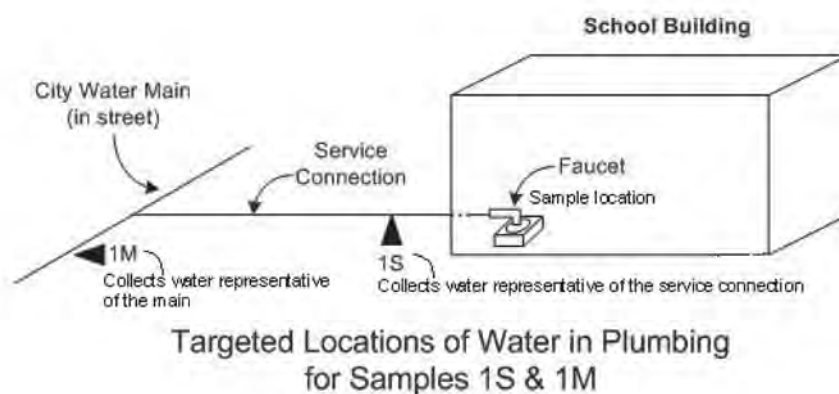 School Building
City Water Main
(in street)
Service
Connection
Faucet
Sample location
1M
Collects water representative
of the main
1S
Collects water representative of the service connection
Targeted Locations of Water in Plumbing
for Samples 1S & 1M